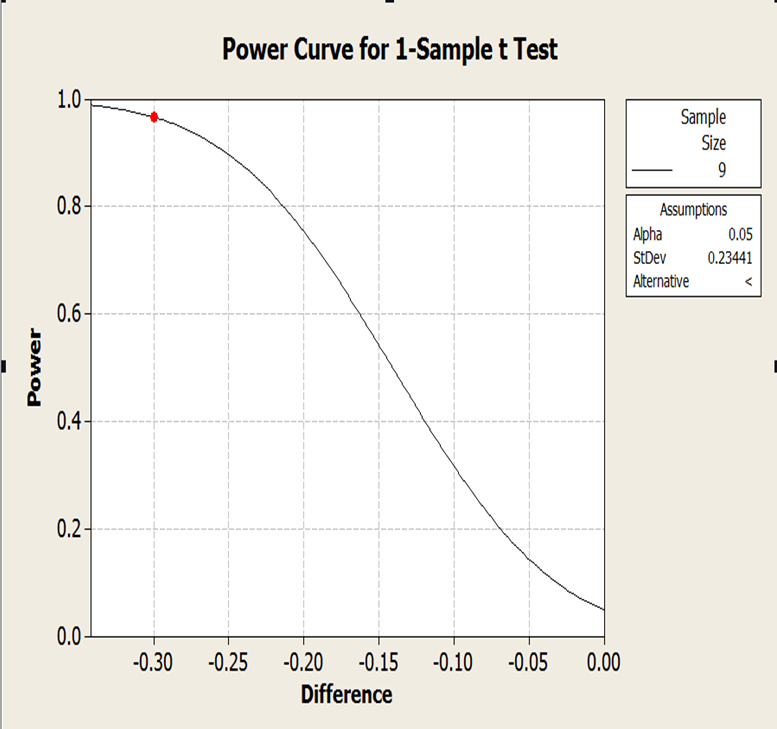 Power Curve for 1-Sample t Test
1.0
0.8
0.6
0.4
0.2
0.0
Power
-0.30 -0.25 -0.20 -0.15 -0.10 -0.05 0.00
Difference
Sample
Size
9
Assumptions
Alpha 0.05
StDev 0.23441
Alternative <